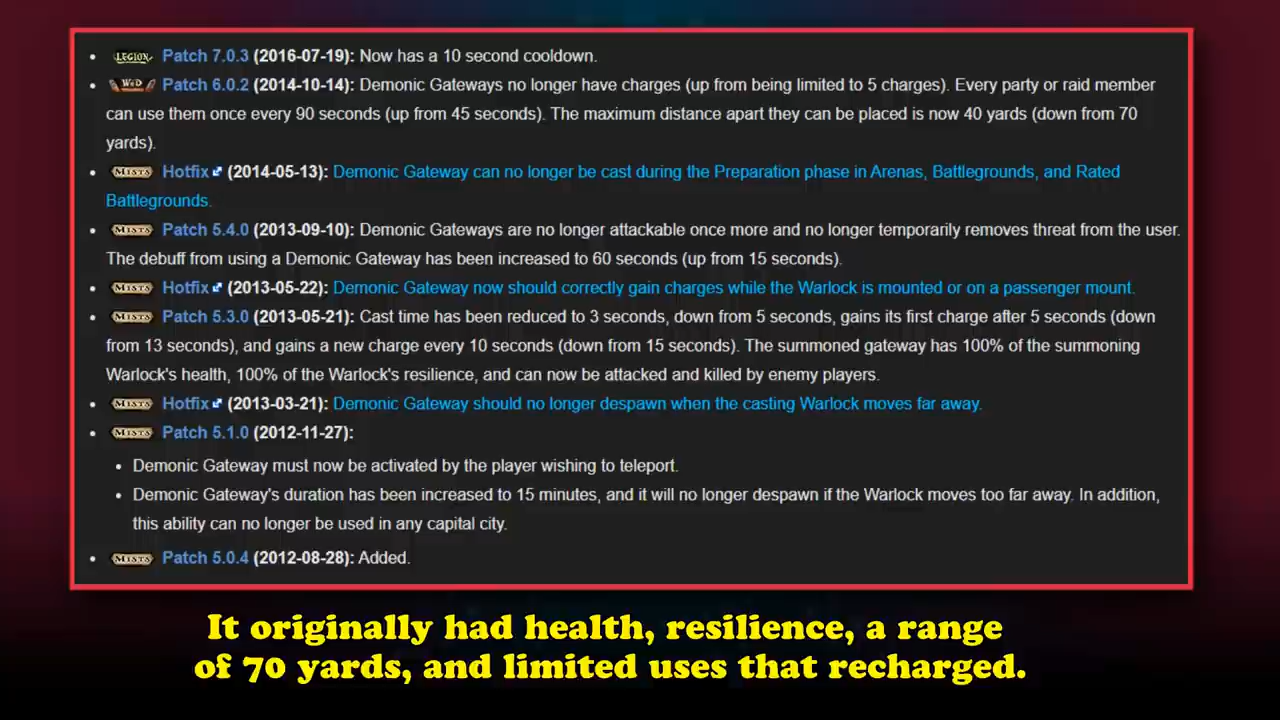 LEGION Patch 7.0.3 (2016-07-19): Now has a 10 second cooldown.
WoD Patch 6.0.2 (2014-10-14): Demonic Gateways no longer have charges (up from being limited to 5 charges). Every party or raid member
can use them once every 90 seconds (up from 45 seconds). The maximum distance apart they can be placed is now 40 yards (down from 70
yards).
MISTS Hotfix (2014-05-13): Demonic Gateway can no longer be cast during the Preparation phase in Arenas, Battlegrounds, and Rated
Battlegrounds.
MISTS Patch 5.4.0 (2013-09-10): Demonic Gateways are no longer attackable once more and no longer temporarily removes threat from the user.
The debuff from using a Demonic Gateway has been increased to 60 seconds (up from 15 seconds).
MISTS Hotfix (2013-05-22): Demonic Gateway now should correctly gain charges while the Warlock is mounted or on a passenger mount.
MISTS Patch 5.3.0 (2013-05-21): Cast time has been reduced to 3 seconds, down from 5 seconds, gains its first charge after 5 seconds (down
from 13 seconds), and gains a new charge every 10 seconds (down from 15 seconds). The summoned gateway has 100% of the summoning
Warlock's health, 100% of the Warlock's resilience, and can now be attacked and killed by enemy players.
MISTS Hotfix (2013-03-21): Demonic Gateway should no longer despawn when the casting Warlock moves far away.
MISTS Patch 5.1.0 (2012-11-27):
Demonic Gateway must now be activated by the player wishing to teleport.
Demonic Gateway's duration has been increased to 15 minutes, and it will no longer despawn if the Warlock moves too far away. In addition,
this ability can no longer be used in any capital city.
MISTS Patch 5.0.4 (2012-08-28): Added.
It originally had health, resilience, a range
of 70 yards, and limited uses that recharged.